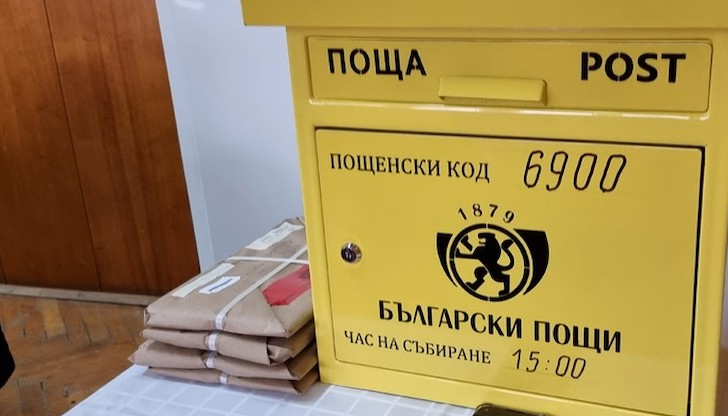 ПОЩА POST
ПОЩЕНСКИ КОД 6900
1879
БЪЛГАРСКИ ПОЩИ
ЧАС НА СЪБИРАНЕ 15:00